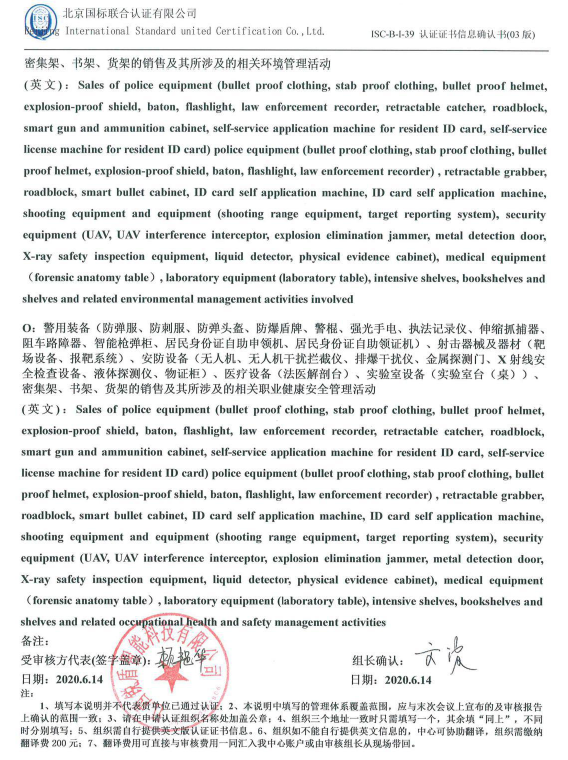 北京国标联合认证有限公司
Beijing International Standard united Certification Co.,Ltd.
ISC-B-I-39 认证证书信息确认书(03 版)
密集架、书架、货架的销售及其所涉及的相关环境管理活动
(英文)：Sales of police equipment (bullet proof clothing, stab proof clothing, bullet proof helmet,
explosion-proof shield, baton, flashlight, law enforcement recorder, retractable catcher, roadblock,
smart gun and ammunition cabinet, self-service application machine for resident ID card, self-service
license machine for resident ID card) police equipment (bullet proof clothing, stab proof clothing, bullet
proof helmet, explosion-proof shield, baton, flashlight, law enforcement recorder) , retractable grabber,
roadblock, smart bullet cabinet, ID card self application machine, ID card self application machine,
shooting equipment and equipment (shooting range equipment, target reporting system), security
equipment (UAV, UAV interference interceptor, explosion elimination jammer, metal detection door,
X-ray safety inspection equipment, liquid detector, physical evidence cabinet), medical equipment
（forensic anatomy table）, laboratory equipment (laboratory table), intensive shelves, bookshelves and
shelves and related environmental management activities involved
O：警用装备（防弹服、防刺服、防弹头盔、防爆盾牌、警棍、强光手电、执法记录仪、伸缩抓捕器、
阻车路障器、智能枪弹柜、居民身份证自助申领机、居民身份证自助领证机）、射击器械及器材（靶
场设备、报靶系统）、安防设备（无人机、无人机干扰拦截仪、排爆干扰仪、金属探测门、X 射线安
全检查设备、液体探测仪、物证柜）、医疗设备（法医解剖台）、实验室设备（实验室台（桌））、
密集架、书架、货架的销售及其所涉及的相关职业健康安全管理活动
(英文)：Sales of police equipment (bullet proof clothing, stab proof clothing, bullet proof helmet,
explosion-proof shield, baton, flashlight, law enforcement recorder, retractable catcher, roadblock,
smart gun and ammunition cabinet, self-service application machine for resident ID card, self-service
license machine for resident ID card) police equipment (bullet proof clothing, stab proof clothing, bullet
proof helmet, explosion-proof shield, baton, flashlight, law enforcement recorder) , retractable grabber,
roadblock, smart bullet cabinet, ID card self application machine, ID card self application machine,
shooting equipment and equipment (shooting range equipment, target reporting system), security
equipment (UAV, UAV interference interceptor, explosion elimination jammer, metal detection door,
X-ray safety inspection equipment, liquid detector, physical evidence cabinet), medical equipment
（forensic anatomy table）, laboratory equipment (laboratory table), intensive shelves, bookshelves and
shelves and related occupational health and safety management activities
备注：
受审核方代表(签字盖章)：
组长确认： 文波
日期：2020.6.14
日期：2020.6.14
注：
1、填写本说明并不代表贵单位已通过认证；2、本说明中填写的管理体系覆盖范围，应与末次会议上宣布的及审核报告
上确认的范围一致；3、请在申请认证组织名称处加盖公章；4、组织三个地址一致时只需填写一个，其余填“同上”，不同
时分别填写；5、组织需自行提供英文版认证证书信息。6、组织如不能自行提供英文信息的，中心可协助翻译，组织需缴纳
翻译费 200 元；7、翻译费用可直接与审核费用一同汇入我中心账户或由审核组长从现场带回。